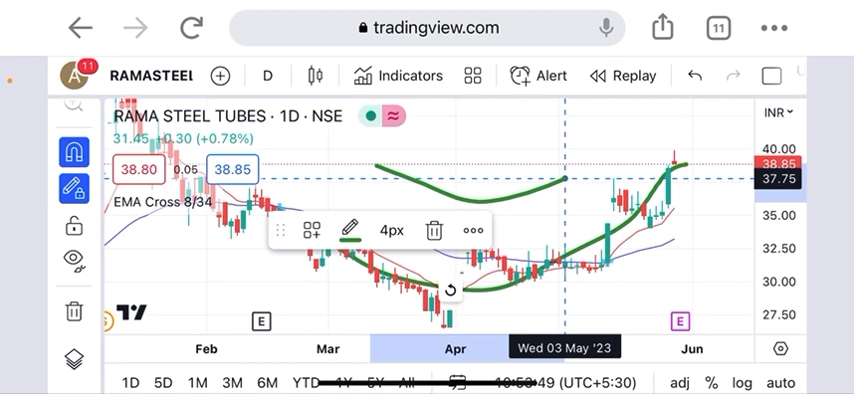 tradingview.com
11
A
11
RAMASTEEL
D
Indicators
Alert
Replay
RAMA STEEL TUBES · 1D · NSE
INR
31.45 +0.30 (+0.78%)
38.80
0.05
38.85
EMA Cross 8/34
40.00
38.85
37.75
35.00
32.50
30.00
27.50
4px
E
E
Feb
Mar
Apr
Wed 03 May '23
Jun
1D 5D 1M 3M 6M YTD 1Y 5Y All
(UTC+5:30)
adj % log auto